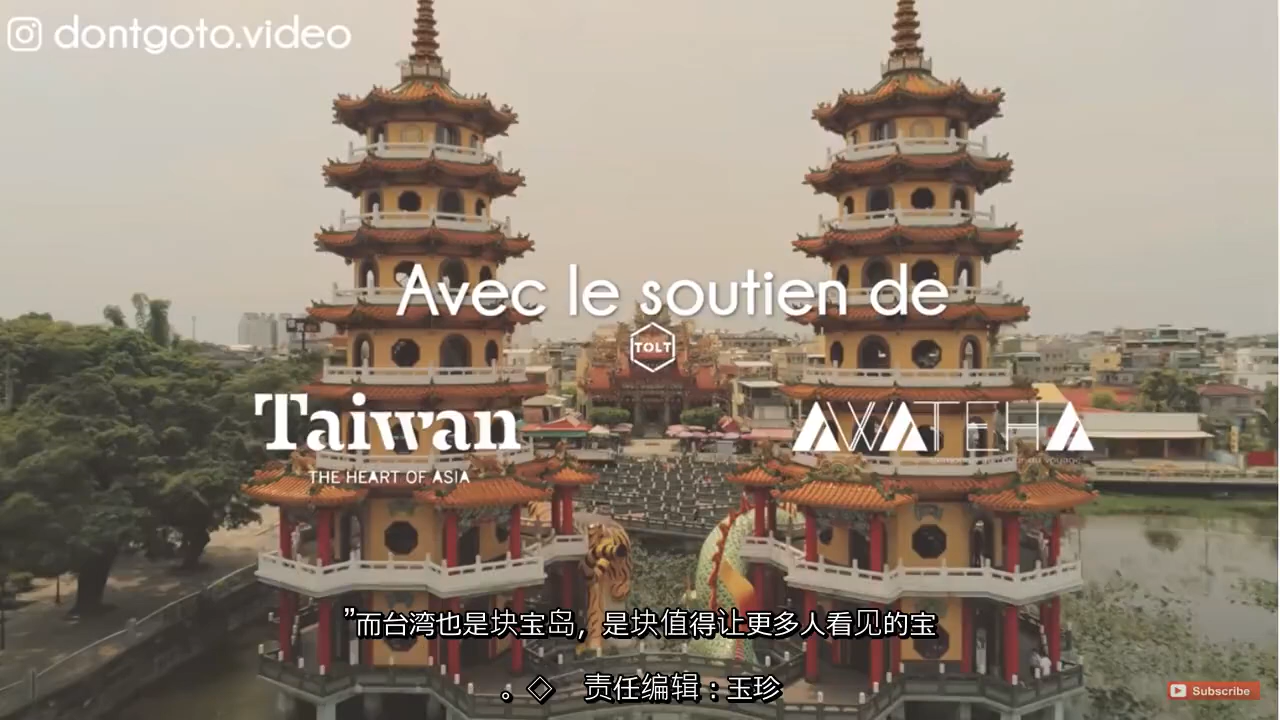 dontgoto.video
Avec le soutien de
TOLT
Taiwan
THE HEART OF ASIA
AWATEHA
”而台湾也是块宝岛，是块值得让更多人看见的宝
。◇ 责任编辑：玉珍
Subscribe